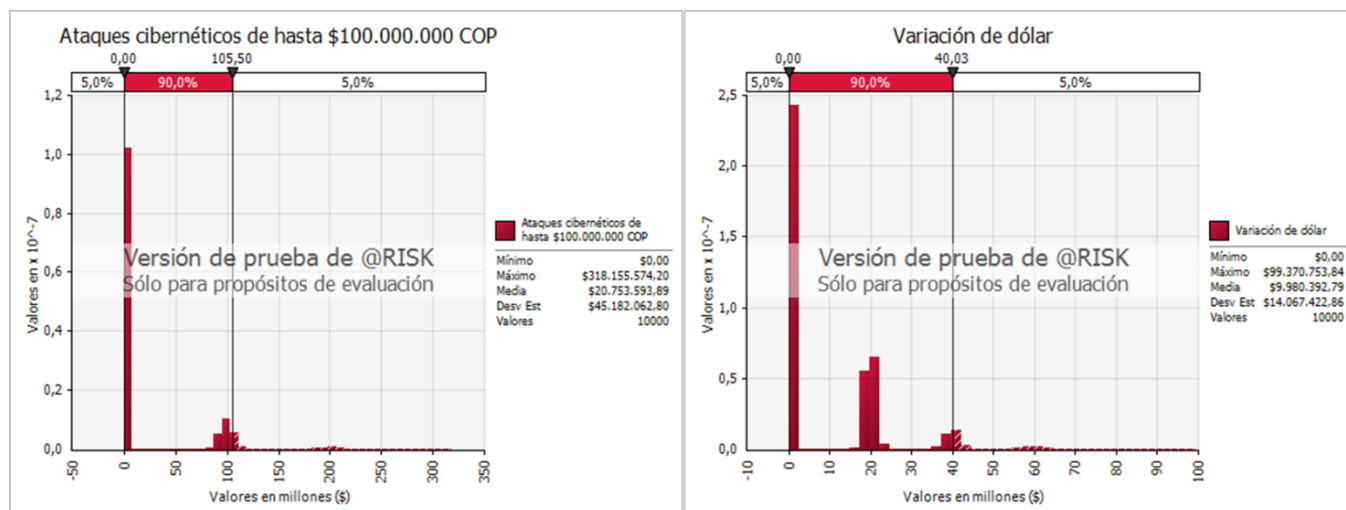 Ataques cibernéticos de hasta $100.000.000 COP
0,00 105,50
5,0% 90,0% 5,0%
1,2
1,0
0,8
0,6
0,4
0,2
0,0
Valores en x 10^-7
-50 0 50 100 150 200 250 300 350
Valores en millones ($)
Versión de prueba de @RISK
Sólo para propósitos de evaluación
Ataques cibernéticos de
hasta $100.000.000 COP
Mínimo $0,00
Máximo $318.155.574,20
Media $20.753.593,89
Desv Est $45.182.062,80
Valores 10000
Variación de dólar
0,00 40,03
5,0% 90,0% 5,0%
2,5
2,0
1,5
1,0
0,5
0,0
Valores en x 10^-7
-10 0 10 20 30 40 50 60 70 80 90 100
Valores en millones ($)
Versión de prueba de @RISK
Sólo para propósitos de evaluación
Variación de dólar
Mínimo $0,00
Máximo $99.370.753,84
Media $9.980.392,79
Desv Est $14.067.422,86
Valores 10000